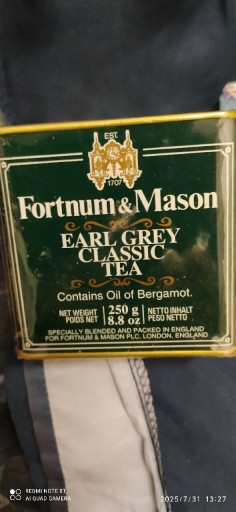 EST.
1707
Fortnum & Mason
EARL GREY
CLASSIC
TEA
Contains Oil of Bergamot.
NET WEIGHT 250 g NETTO INHALT
POIDS NET 8.8 oz PESO NETTO
SPECIALLY BLENDED AND PACKED IN ENGLAND
FOR FORTNUM & MASON PLC, LONDON, ENGLAND
REDMI NOTE 8T
AI QUAD CAMERA
2025/7/31 13:27